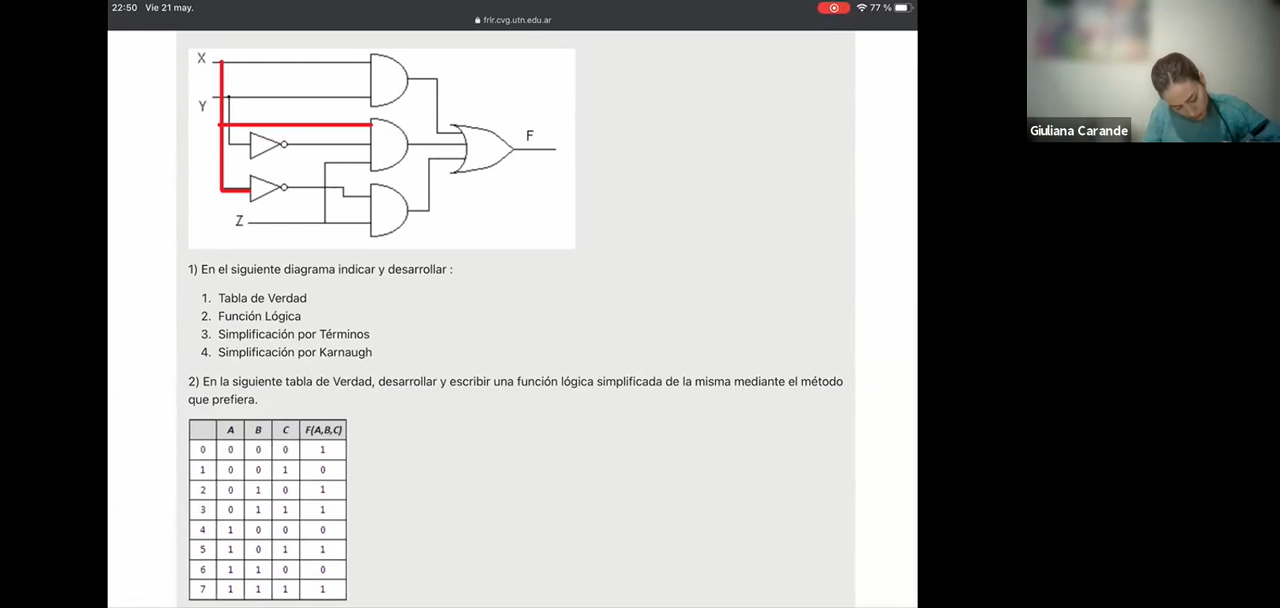 22:50 Vie 21 may.
77 %
frlr.cvg.utn.edu.ar
X
Y
F
Z
Giuliana Carande
1) En el siguiente diagrama indicar y desarrollar :
1. Tabla de Verdad
2. Función Lógica
3. Simplificación por Términos
4. Simplificación por Karnaugh
2) En la siguiente tabla de Verdad, desarrollar y escribir una función lógica simplificada de la misma mediante el método
que prefiera.
A B C F(A,B,C)
0 0 0 0 1
1 0 0 1 0
2 0 1 0 1
3 0 1 1 1
4 1 0 0 0
5 1 0 1 1
6 1 1 0 0
7 1 1 1 1